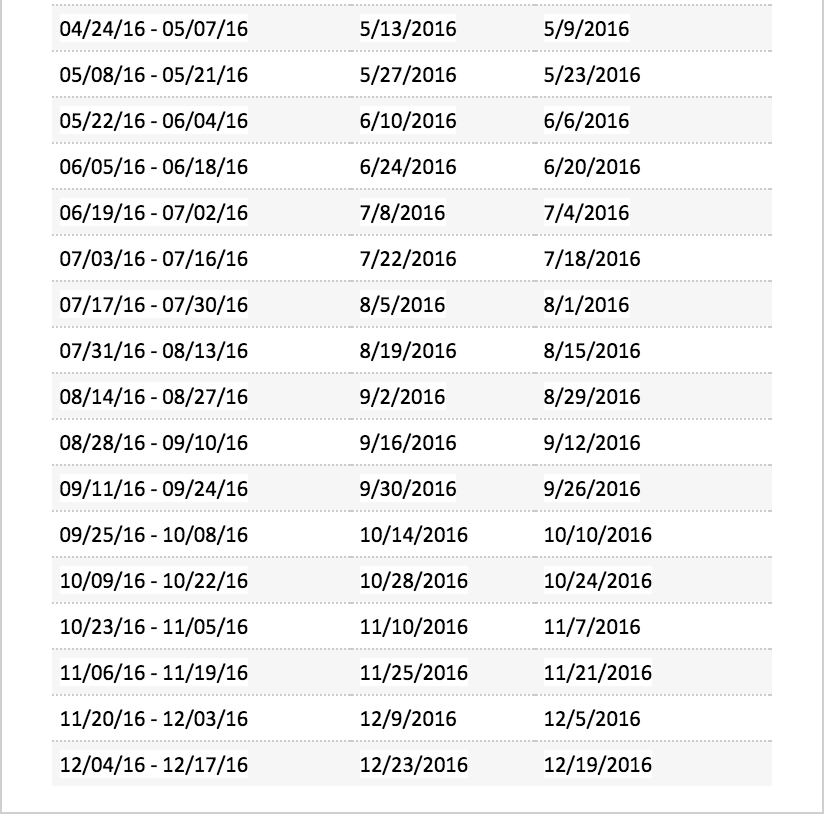 04/24/16 - 05/07/16 5/13/2016 5/9/2016
05/08/16 - 05/21/16 5/27/2016 5/23/2016
05/22/16 - 06/04/16 6/10/2016 6/6/2016
06/05/16 - 06/18/16 6/24/2016 6/20/2016
06/19/16 - 07/02/16 7/8/2016 7/4/2016
07/03/16 - 07/16/16 7/22/2016 7/18/2016
07/17/16 - 07/30/16 8/5/2016 8/1/2016
07/31/16 - 08/13/16 8/19/2016 8/15/2016
08/14/16 - 08/27/16 9/2/2016 8/29/2016
08/28/16 - 09/10/16 9/16/2016 9/12/2016
09/11/16 - 09/24/16 9/30/2016 9/26/2016
09/25/16 - 10/08/16 10/14/2016 10/10/2016
10/09/16 - 10/22/16 10/28/2016 10/24/2016
10/23/16 - 11/05/16 11/10/2016 11/7/2016
11/06/16 - 11/19/16 11/25/2016 11/21/2016
11/20/16 - 12/03/16 12/9/2016 12/5/2016
12/04/16 - 12/17/16 12/23/2016 12/19/2016